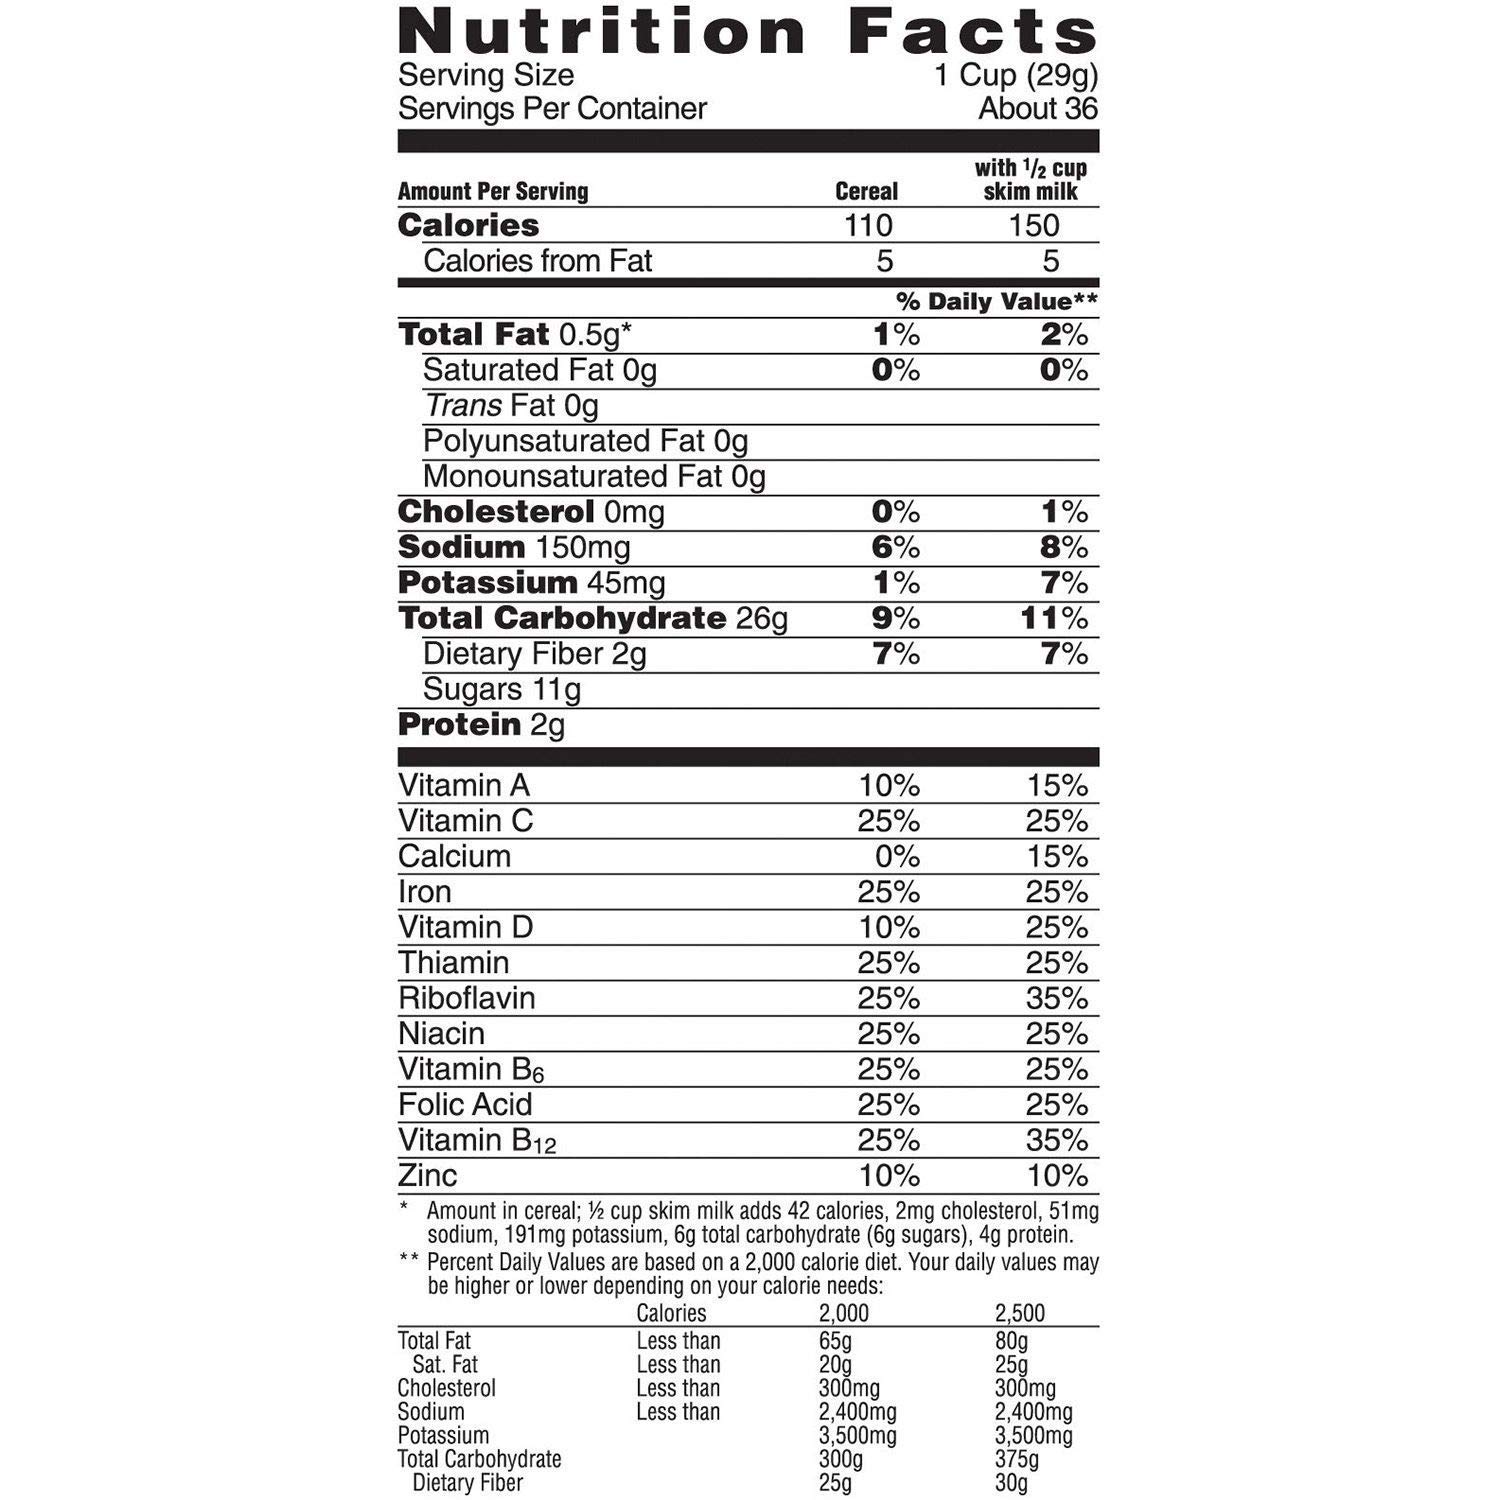 Nutrition Facts
Serving Size 1 Cup (29g)
Servings Per Container About 36
with ½ cup
Amount Per Serving Cereal skim milk
Calories 110 150
Calories from Fat 5 5
% Daily Value**
Total Fat 0.5g* 1% 2%
Saturated Fat 0g 0% 0%
Trans Fat 0g
Polyunsaturated Fat 0g
Monounsaturated Fat 0g
Cholesterol 0mg 0% 1%
Sodium 150mg 6% 8%
Potassium 45mg 1% 7%
Total Carbohydrate 26g 9% 11%
Dietary Fiber 2g 7% 7%
Sugars 11g
Protein 2g
Vitamin A 10% 15%
Vitamin C 25% 25%
Calcium 0% 15%
Iron 25% 25%
Vitamin D 10% 25%
Thiamin 25% 25%
Riboflavin 25% 35%
Niacin 25% 25%
Vitamin B₆ 25% 25%
Folic Acid 25% 25%
Vitamin B₁₂ 25% 35%
Zinc 10% 10%
* Amount in cereal; ½ cup skim milk adds 42 calories, 2mg cholesterol, 51mg
sodium, 191mg potassium, 6g total carbohydrate (6g sugars), 4g protein.
** Percent Daily Values are based on a 2,000 calorie diet. Your daily values may
be higher or lower depending on your calorie needs:
Calories 2,000 2,500
Total Fat Less than 65g 80g
Sat. Fat Less than 20g 25g
Cholesterol Less than 300mg 300mg
Sodium Less than 2,400mg 2,400mg
Potassium 3,500mg 3,500mg
Total Carbohydrate 300g 375g
Dietary Fiber 25g 30g